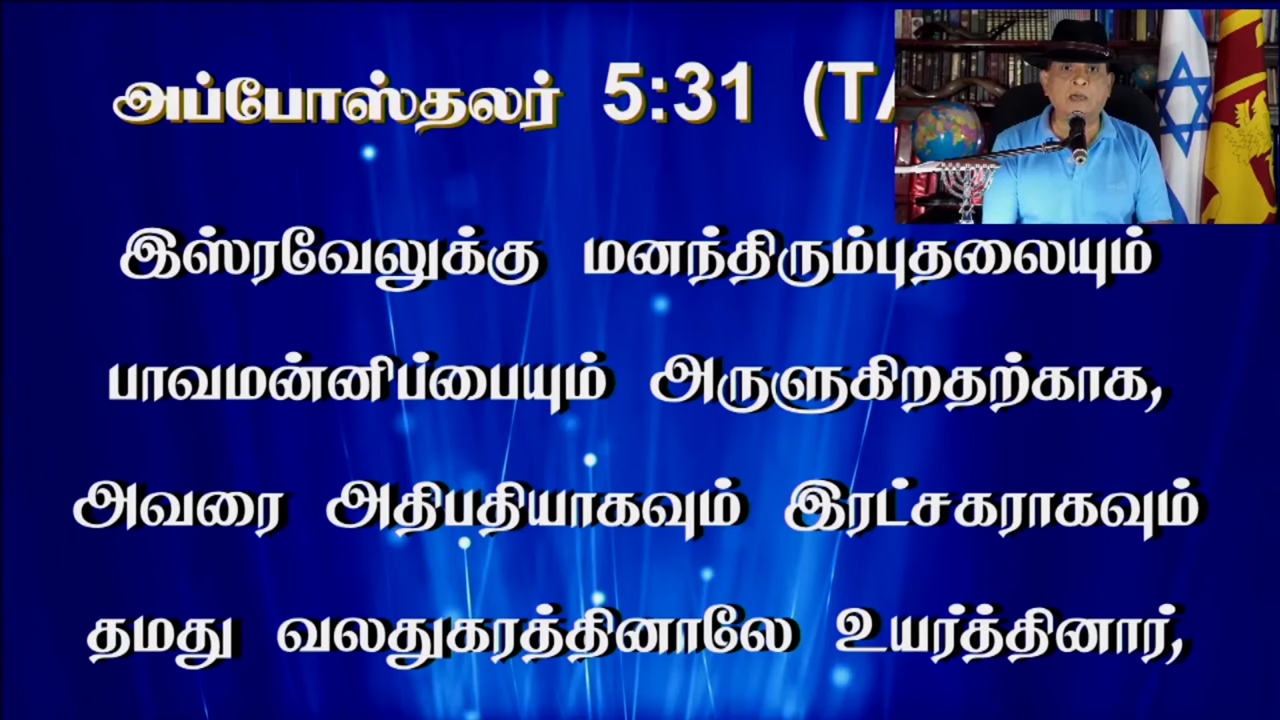 அப்போஸ்தலர் 5:31 (TA
இஸ்ரவேலுக்கு மனந்திரும்புதலையும்
பாவமன்னிப்பையும் அருளுகிறதற்காக,
அவரை அதிபதியாகவும் இரட்சகராகவும்
தமது வலதுகரத்தினாலே உயர்த்தினார்,